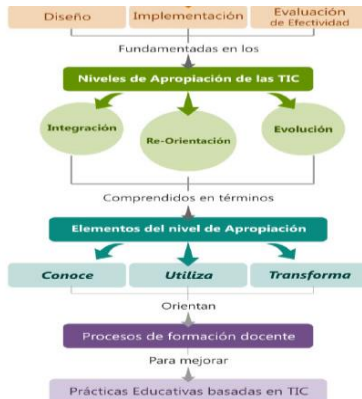 Diseño
Implementación
Evaluación
de Efectividad
Fundamentadas en los
Niveles de Apropiación de las TIC
Integración
Re-Orientación
Evolución
Comprendidos en términos
Elementos del nivel de Apropiación
Conoce
Utiliza
Transforma
Orientan
Procesos de formación docente
Para mejorar
Prácticas Educativas basadas en TIC